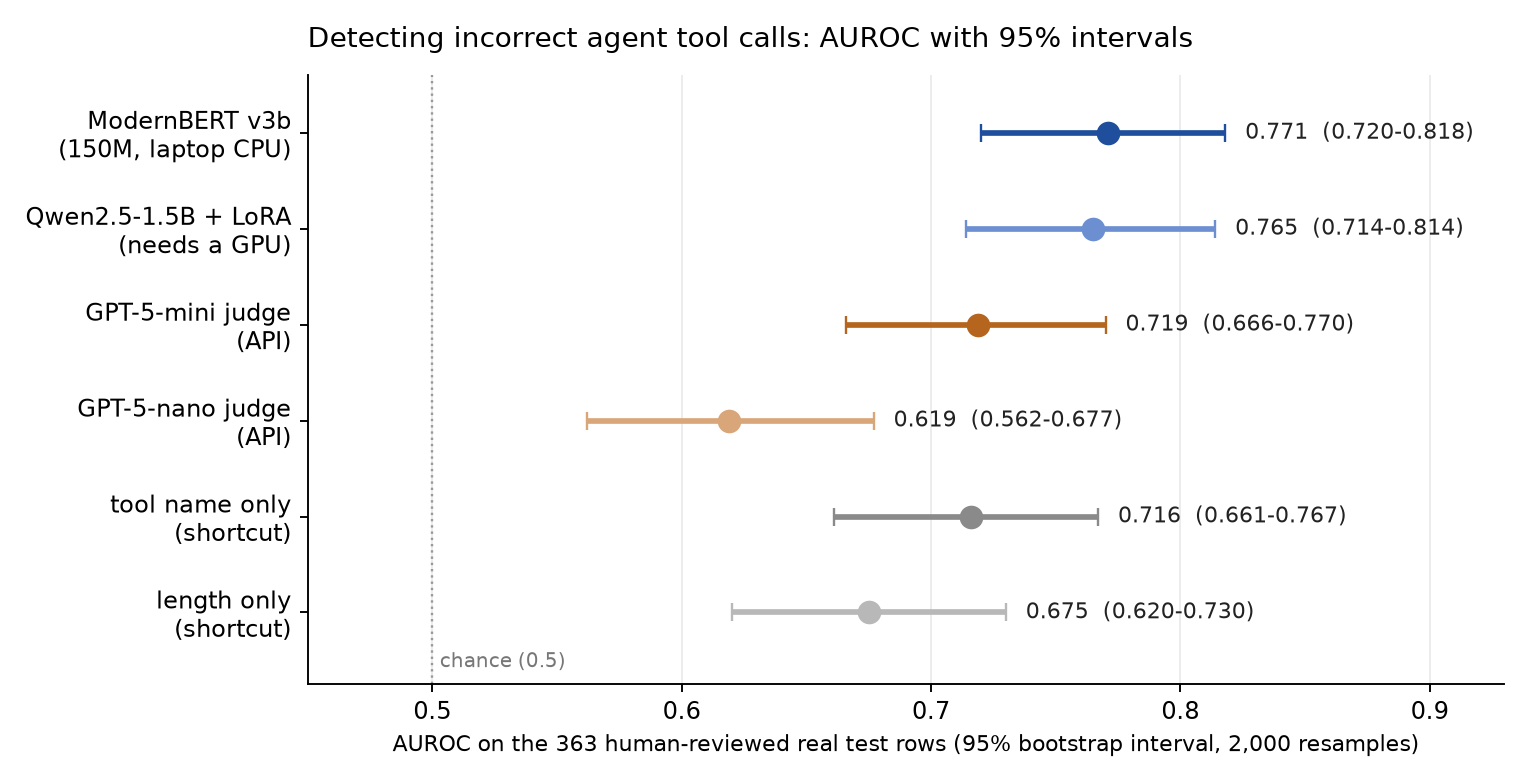 Detecting incorrect agent tool calls: AUROC with 95% intervals
ModernBERT v3b
(150M, laptop CPU)
0.771 (0.720-0.818)
Qwen2.5-1.5B + LoRA
(needs a GPU)
0.765 (0.714-0.814)
GPT-5-mini judge
(API)
0.719 (0.666-0.770)
GPT-5-nano judge
(API)
0.619 (0.562-0.677)
tool name only
(shortcut)
0.716 (0.661-0.767)
length only
(shortcut)
0.675 (0.620-0.730)
chance (0.5)
0.5 0.6 0.7 0.8 0.9
AUROC on the 363 human-reviewed real test rows (95% bootstrap interval, 2,000 resamples)